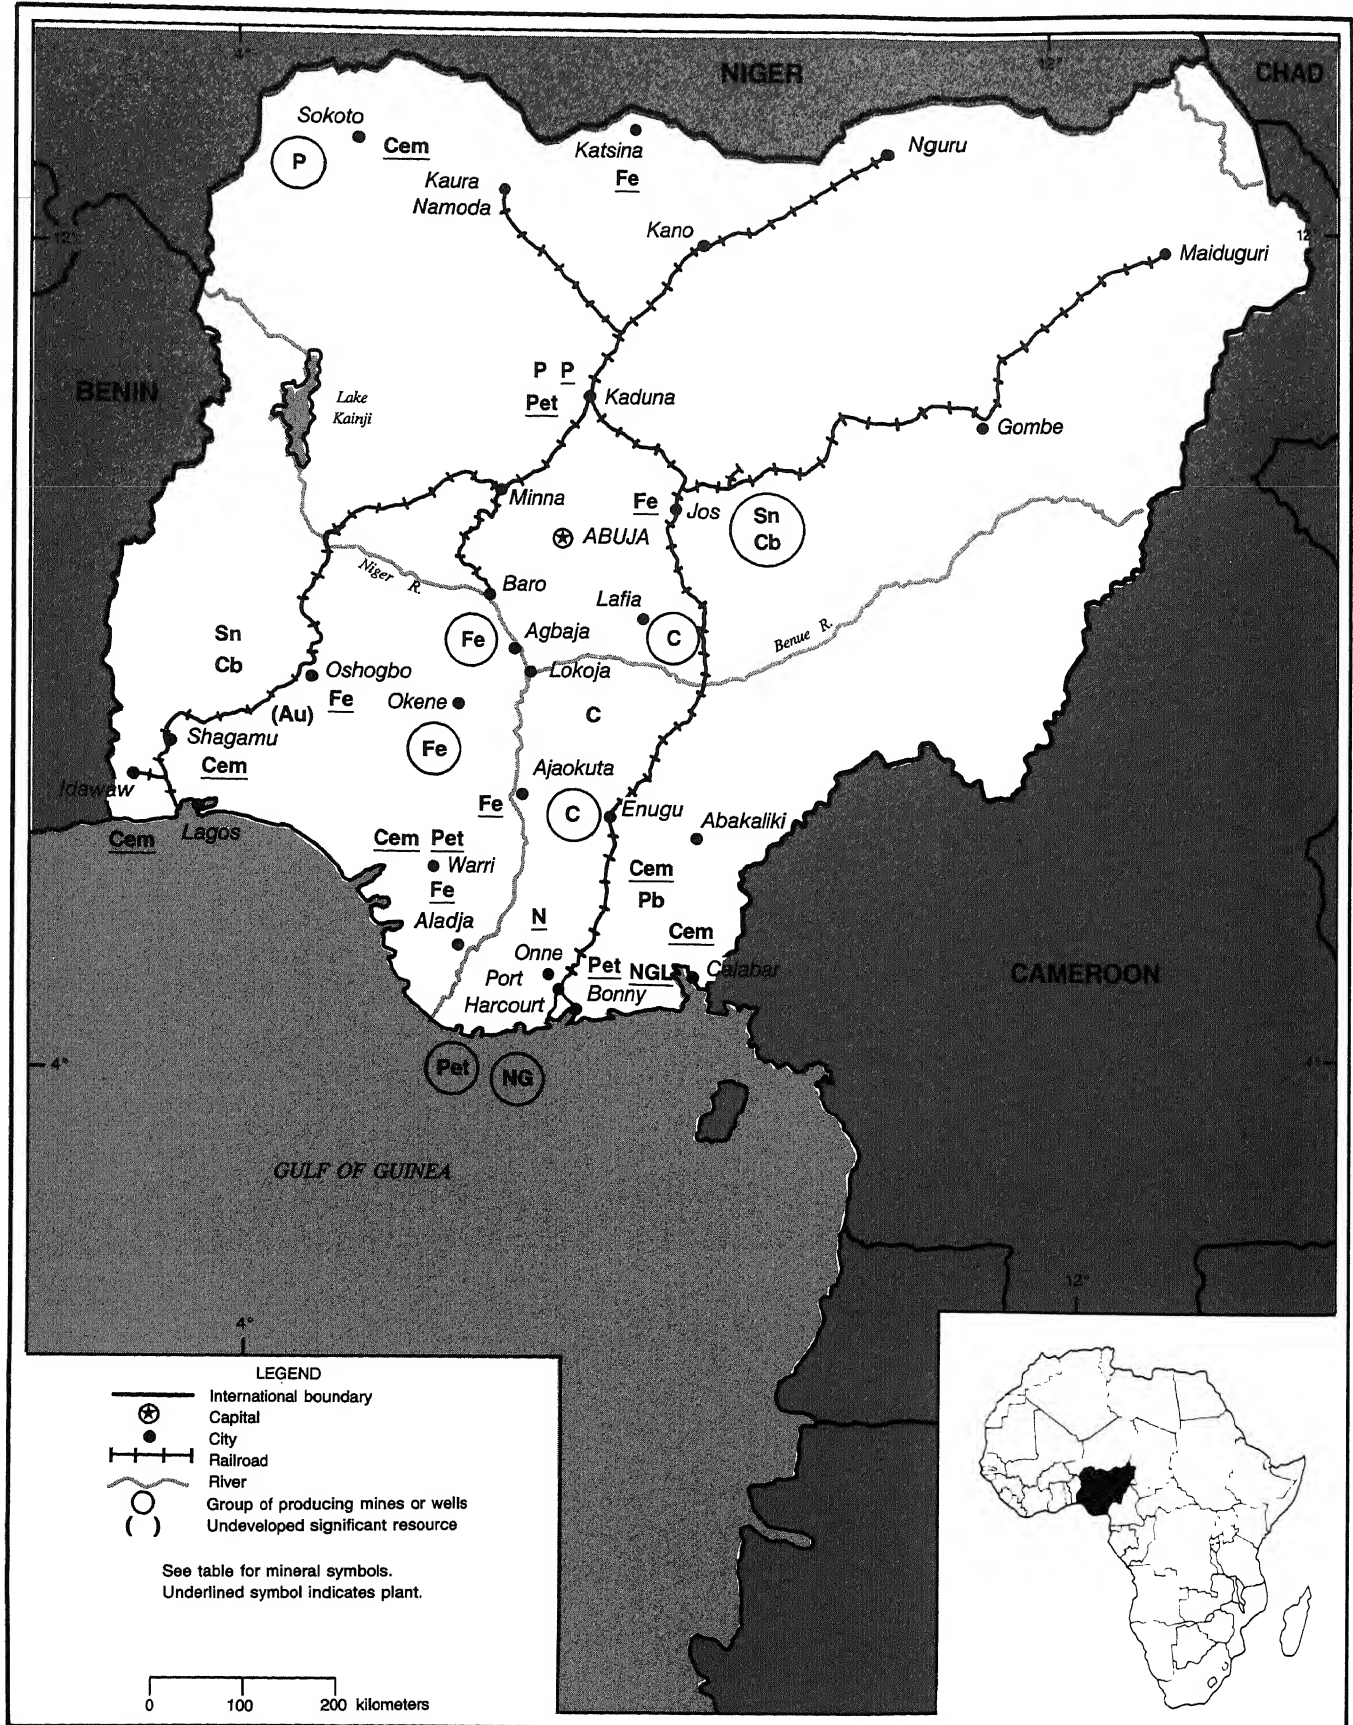 4°
NIGER
12°
CHAD
Sokoto
Cem
P
Katsina
Fe
Nguru
Kaura
Namoda
Kano
12°
12°
Maiduguri
BENIN
Lake
Kainji
P P
Pet
Kaduna
Gombe
Minna
Fe
Jos
Sn
Cb
ABUJA
Niger R.
Baro
Lafia
Fe
Agbaja
C
Benue R.
Sn
Cb
Oshogbo
Lokoja
(Au)
Fe
Okene
C
Shagamu
Cem
Fe
Ajaokuta
Idawaw
Fe
C
Enugu
Abakaliki
Cem
Lagos
Cem Pet
Warri
Fe
Cem
Pb
Aladja
N
Cem
Onne
Port
Harcourt
Pet NGL
Bonny
Calabar
CAMEROON
4°
4°
Pet
NG
GULF OF GUINEA
4°
12°
LEGEND
International boundary
Capital
City
Railroad
River
Group of producing mines or wells
( ) Undeveloped significant resource
See table for mineral symbols.
Underlined symbol indicates plant.
0 100 200 kilometers